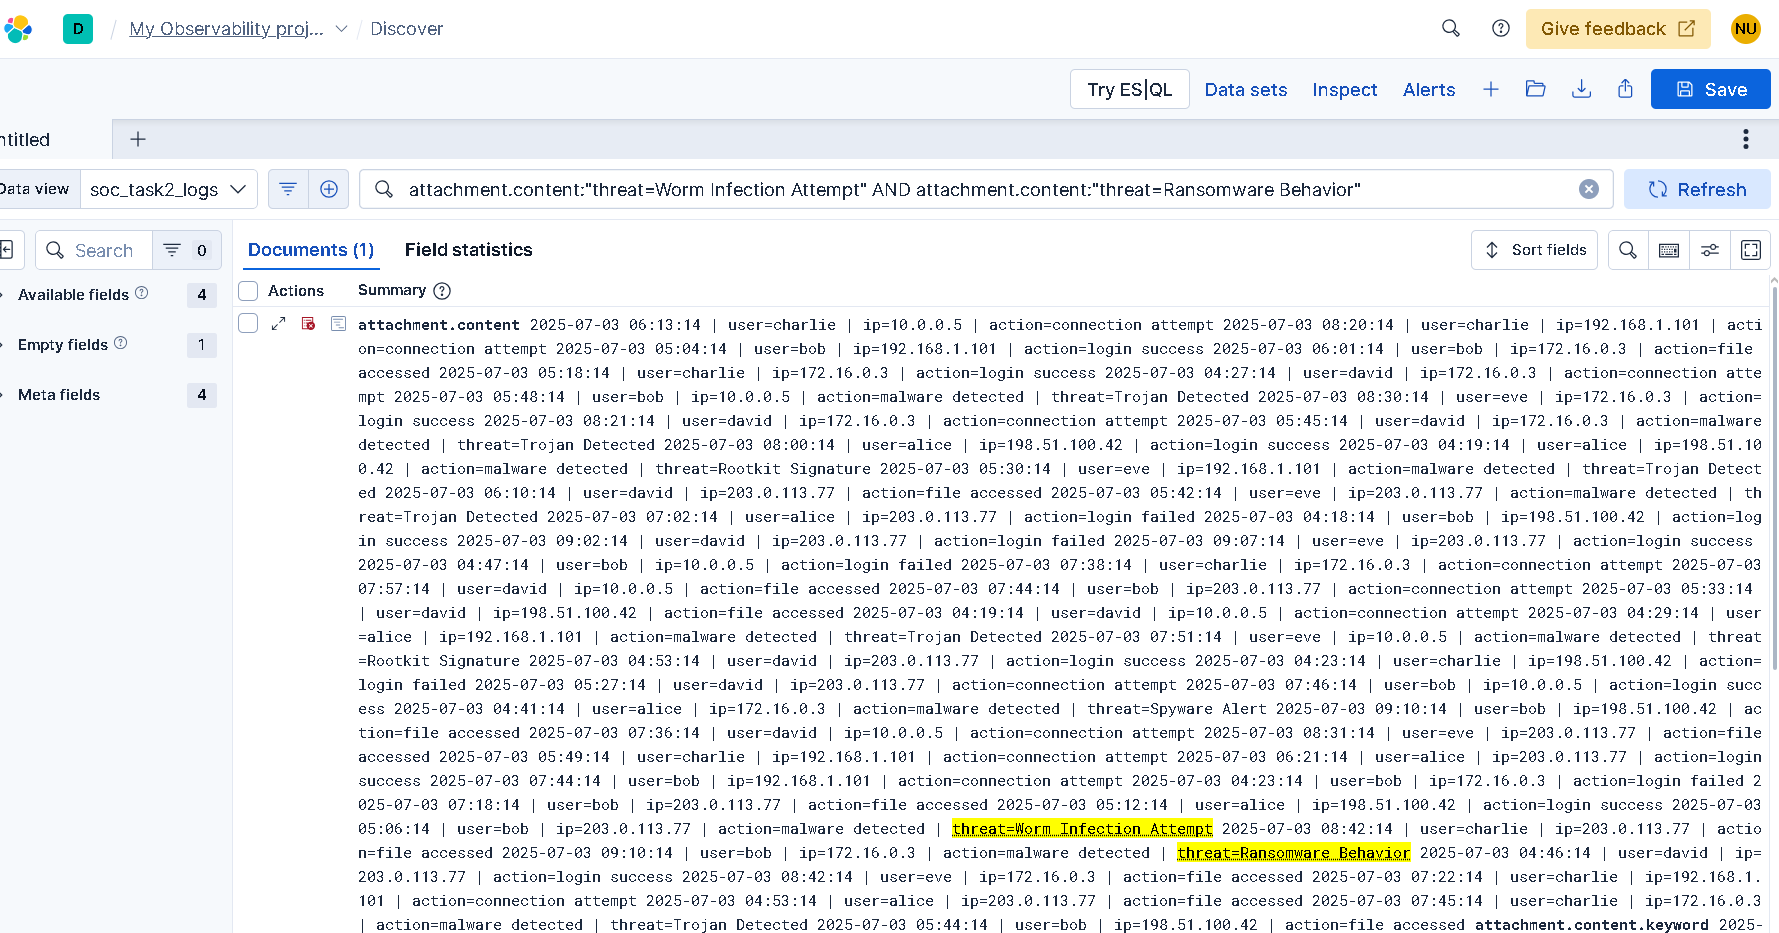 D / My Observability proj... / Discover Give feedback NU
Try ES|QL Data sets Inspect Alerts Save
ntitled
Data view soc_task2_logs attachment.content:"threat=Worm Infection Attempt" AND attachment.content:"threat=Ransomware Behavior" Refresh
Search 0 Documents (1) Field statistics Sort fields
Available fields 4
Empty fields 1
Meta fields 4
Actions Summary
attachment.content 2025-07-03 06:13:14 | user=charlie | ip=10.0.0.5 | action=connection attempt 2025-07-03 08:20:14 | user=charlie | ip=192.168.1.101 | acti
on=connection attempt 2025-07-03 05:04:14 | user=bob | ip=192.168.1.101 | action=login success 2025-07-03 06:01:14 | user=bob | ip=172.16.0.3 | action=file
accessed 2025-07-03 05:18:14 | user=charlie | ip=172.16.0.3 | action=login success 2025-07-03 04:27:14 | user=david | ip=172.16.0.3 | action=connection atte
mpt 2025-07-03 05:48:14 | user=bob | ip=10.0.0.5 | action=malware detected | threat=Trojan Detected 2025-07-03 08:30:14 | user=eve | ip=172.16.0.3 | action=
login success 2025-07-03 08:21:14 | user=david | ip=172.16.0.3 | action=connection attempt 2025-07-03 05:45:14 | user=david | ip=172.16.0.3 | action=malware
detected | threat=Trojan Detected 2025-07-03 08:00:14 | user=alice | ip=198.51.100.42 | action=login success 2025-07-03 04:19:14 | user=alice | ip=198.51.10
0.42 | action=malware detected | threat=Rootkit Signature 2025-07-03 05:30:14 | user=eve | ip=192.168.1.101 | action=malware detected | threat=Trojan Detect
ed 2025-07-03 06:10:14 | user=david | ip=203.0.113.77 | action=file accessed 2025-07-03 05:42:14 | user=eve | ip=203.0.113.77 | action=malware detected | th
reat=Trojan Detected 2025-07-03 07:02:14 | user=alice | ip=203.0.113.77 | action=login failed 2025-07-03 04:18:14 | user=bob | ip=198.51.100.42 | action=log
in success 2025-07-03 09:02:14 | user=david | ip=203.0.113.77 | action=login failed 2025-07-03 09:07:14 | user=eve | ip=203.0.113.77 | action=login success
2025-07-03 04:47:14 | user=bob | ip=10.0.0.5 | action=login failed 2025-07-03 07:38:14 | user=charlie | ip=172.16.0.3 | action=connection attempt 2025-07-03
07:57:14 | user=david | ip=10.0.0.5 | action=file accessed 2025-07-03 07:44:14 | user=bob | ip=203.0.113.77 | action=connection attempt 2025-07-03 05:33:14
| user=david | ip=198.51.100.42 | action=file accessed 2025-07-03 04:19:14 | user=david | ip=10.0.0.5 | action=connection attempt 2025-07-03 04:29:14 | user
=alice | ip=192.168.1.101 | action=malware detected | threat=Trojan Detected 2025-07-03 07:51:14 | user=eve | ip=10.0.0.5 | action=malware detected | threat
=Rootkit Signature 2025-07-03 04:53:14 | user=david | ip=203.0.113.77 | action=login success 2025-07-03 04:23:14 | user=charlie | ip=198.51.100.42 | action=
login failed 2025-07-03 05:27:14 | user=david | ip=203.0.113.77 | action=connection attempt 2025-07-03 07:46:14 | user=bob | ip=10.0.0.5 | action=login succ
ess 2025-07-03 04:41:14 | user=alice | ip=172.16.0.3 | action=malware detected | threat=Spyware Alert 2025-07-03 09:10:14 | user=bob | ip=198.51.100.42 | ac
tion=file accessed 2025-07-03 07:36:14 | user=david | ip=10.0.0.5 | action=connection attempt 2025-07-03 08:31:14 | user=eve | ip=203.0.113.77 | action=file
accessed 2025-07-03 05:49:14 | user=charlie | ip=192.168.1.101 | action=connection attempt 2025-07-03 06:21:14 | user=alice | ip=203.0.113.77 | action=login
success 2025-07-03 07:44:14 | user=bob | ip=192.168.1.101 | action=connection attempt 2025-07-03 04:23:14 | user=bob | ip=172.16.0.3 | action=login failed 2
025-07-03 07:18:14 | user=bob | ip=203.0.113.77 | action=file accessed 2025-07-03 05:12:14 | user=alice | ip=198.51.100.42 | action=login success 2025-07-03
05:06:14 | user=bob | ip=203.0.113.77 | action=malware detected | threat=Worm Infection Attempt 2025-07-03 08:42:14 | user=charlie | ip=203.0.113.77 | actio
n=file accessed 2025-07-03 09:10:14 | user=bob | ip=172.16.0.3 | action=malware detected | threat=Ransomware Behavior 2025-07-03 04:46:14 | user=david | ip=
203.0.113.77 | action=login success 2025-07-03 08:42:14 | user=eve | ip=172.16.0.3 | action=file accessed 2025-07-03 07:22:14 | user=charlie | ip=192.168.1.
101 | action=connection attempt 2025-07-03 04:53:14 | user=alice | ip=203.0.113.77 | action=file accessed 2025-07-03 07:45:14 | user=charlie | ip=172.16.0.3
| action=malware detected | threat=Trojan Detected 2025-07-03 05:44:14 | user=bob | ip=198.51.100.42 | action=file accessed attachment.content.keyword 2025-